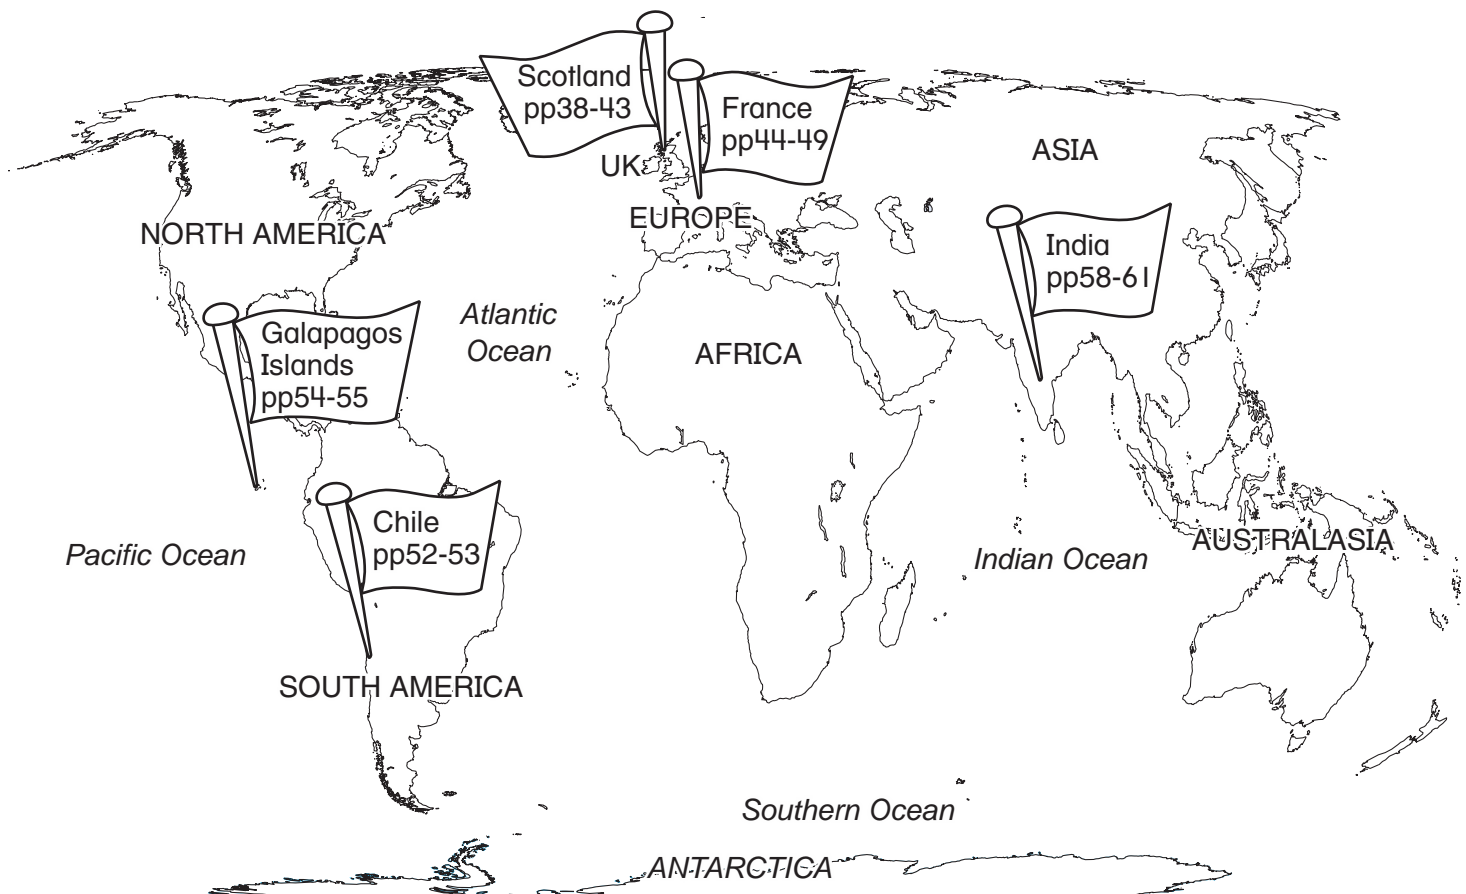 Scotland
pp38-43
France
pp44-49
UK
ASIA
EUROPE
NORTH AMERICA
India
pp58-61
Atlantic
Ocean
Galapagos
Islands
pp54-55
AFRICA
Chile
pp52-53
Pacific Ocean
Indian Ocean
AUSTRALASIA
SOUTH AMERICA
Southern Ocean
ANTARCTICA